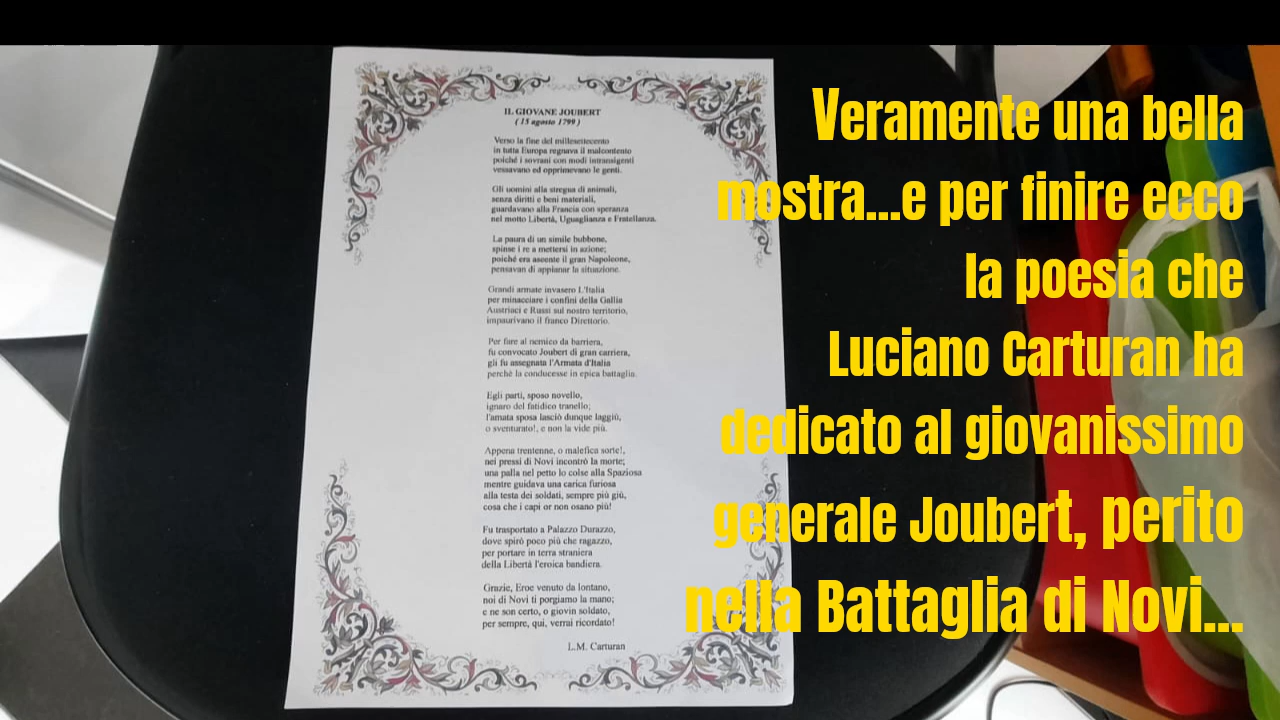 IL GIOVANE JOUBERT
( 15 agosto 1799 )
Verso la fine del millesettecento
in tutta Europa regnava il malcontento
poiché i sovrani con modi intransigenti
vessavano ed opprimevano le genti.
Gli uomini alla stregua di animali,
senza diritti e beni materiali,
guardavano alla Francia con speranza
nel motto Libertà, Uguaglianza e Fratellanza.
La paura di un simile bubbone,
spinse i re a mettersi in azione;
poiché era ascente il gran Napoleone,
pensavan di appianar la situazione.
Grandi armate invasero L'Italia
per minacciare i confini della Gallia
Austriaci e Russi sul nostro territorio,
impaurivano il franco Direttorio.
Per fare al nemico da barriera,
fu convocato Joubert di gran carriera,
gli fu assegnata l'Armata d'Italia
perchè la conducesse in epica battaglia.
Egli partì, sposo novello,
ignaro del fatidico tranello;
l'amata sposa lasciò dunque laggiù,
o sventurato!, e non la vide più.
Appena trentenne, o malefica sorte!,
nei pressi di Novi incontrò la morte;
una palla nel petto lo colse alla Spaziosa
mentre guidava una carica furiosa
alla testa dei soldati, sempre più giù,
cosa che i capi or non osano più!
Fu trasportato a Palazzo Durazzo,
dove spirò poco più che ragazzo,
per portare in terra straniera
della Libertà l'eroica bandiera.
Grazie, Eroe venuto da lontano,
noi di Novi ti porgiamo la mano;
e ne son certo, o giovin soldato,
per sempre, qui, verrai ricordato!
L.M. Carturan
Veramente una bella
mostra...e per finire ecco
la poesia che
Luciano Carturan ha
dedicato al giovanissimo
generale Joubert, perito
nella Battaglia di Novi...